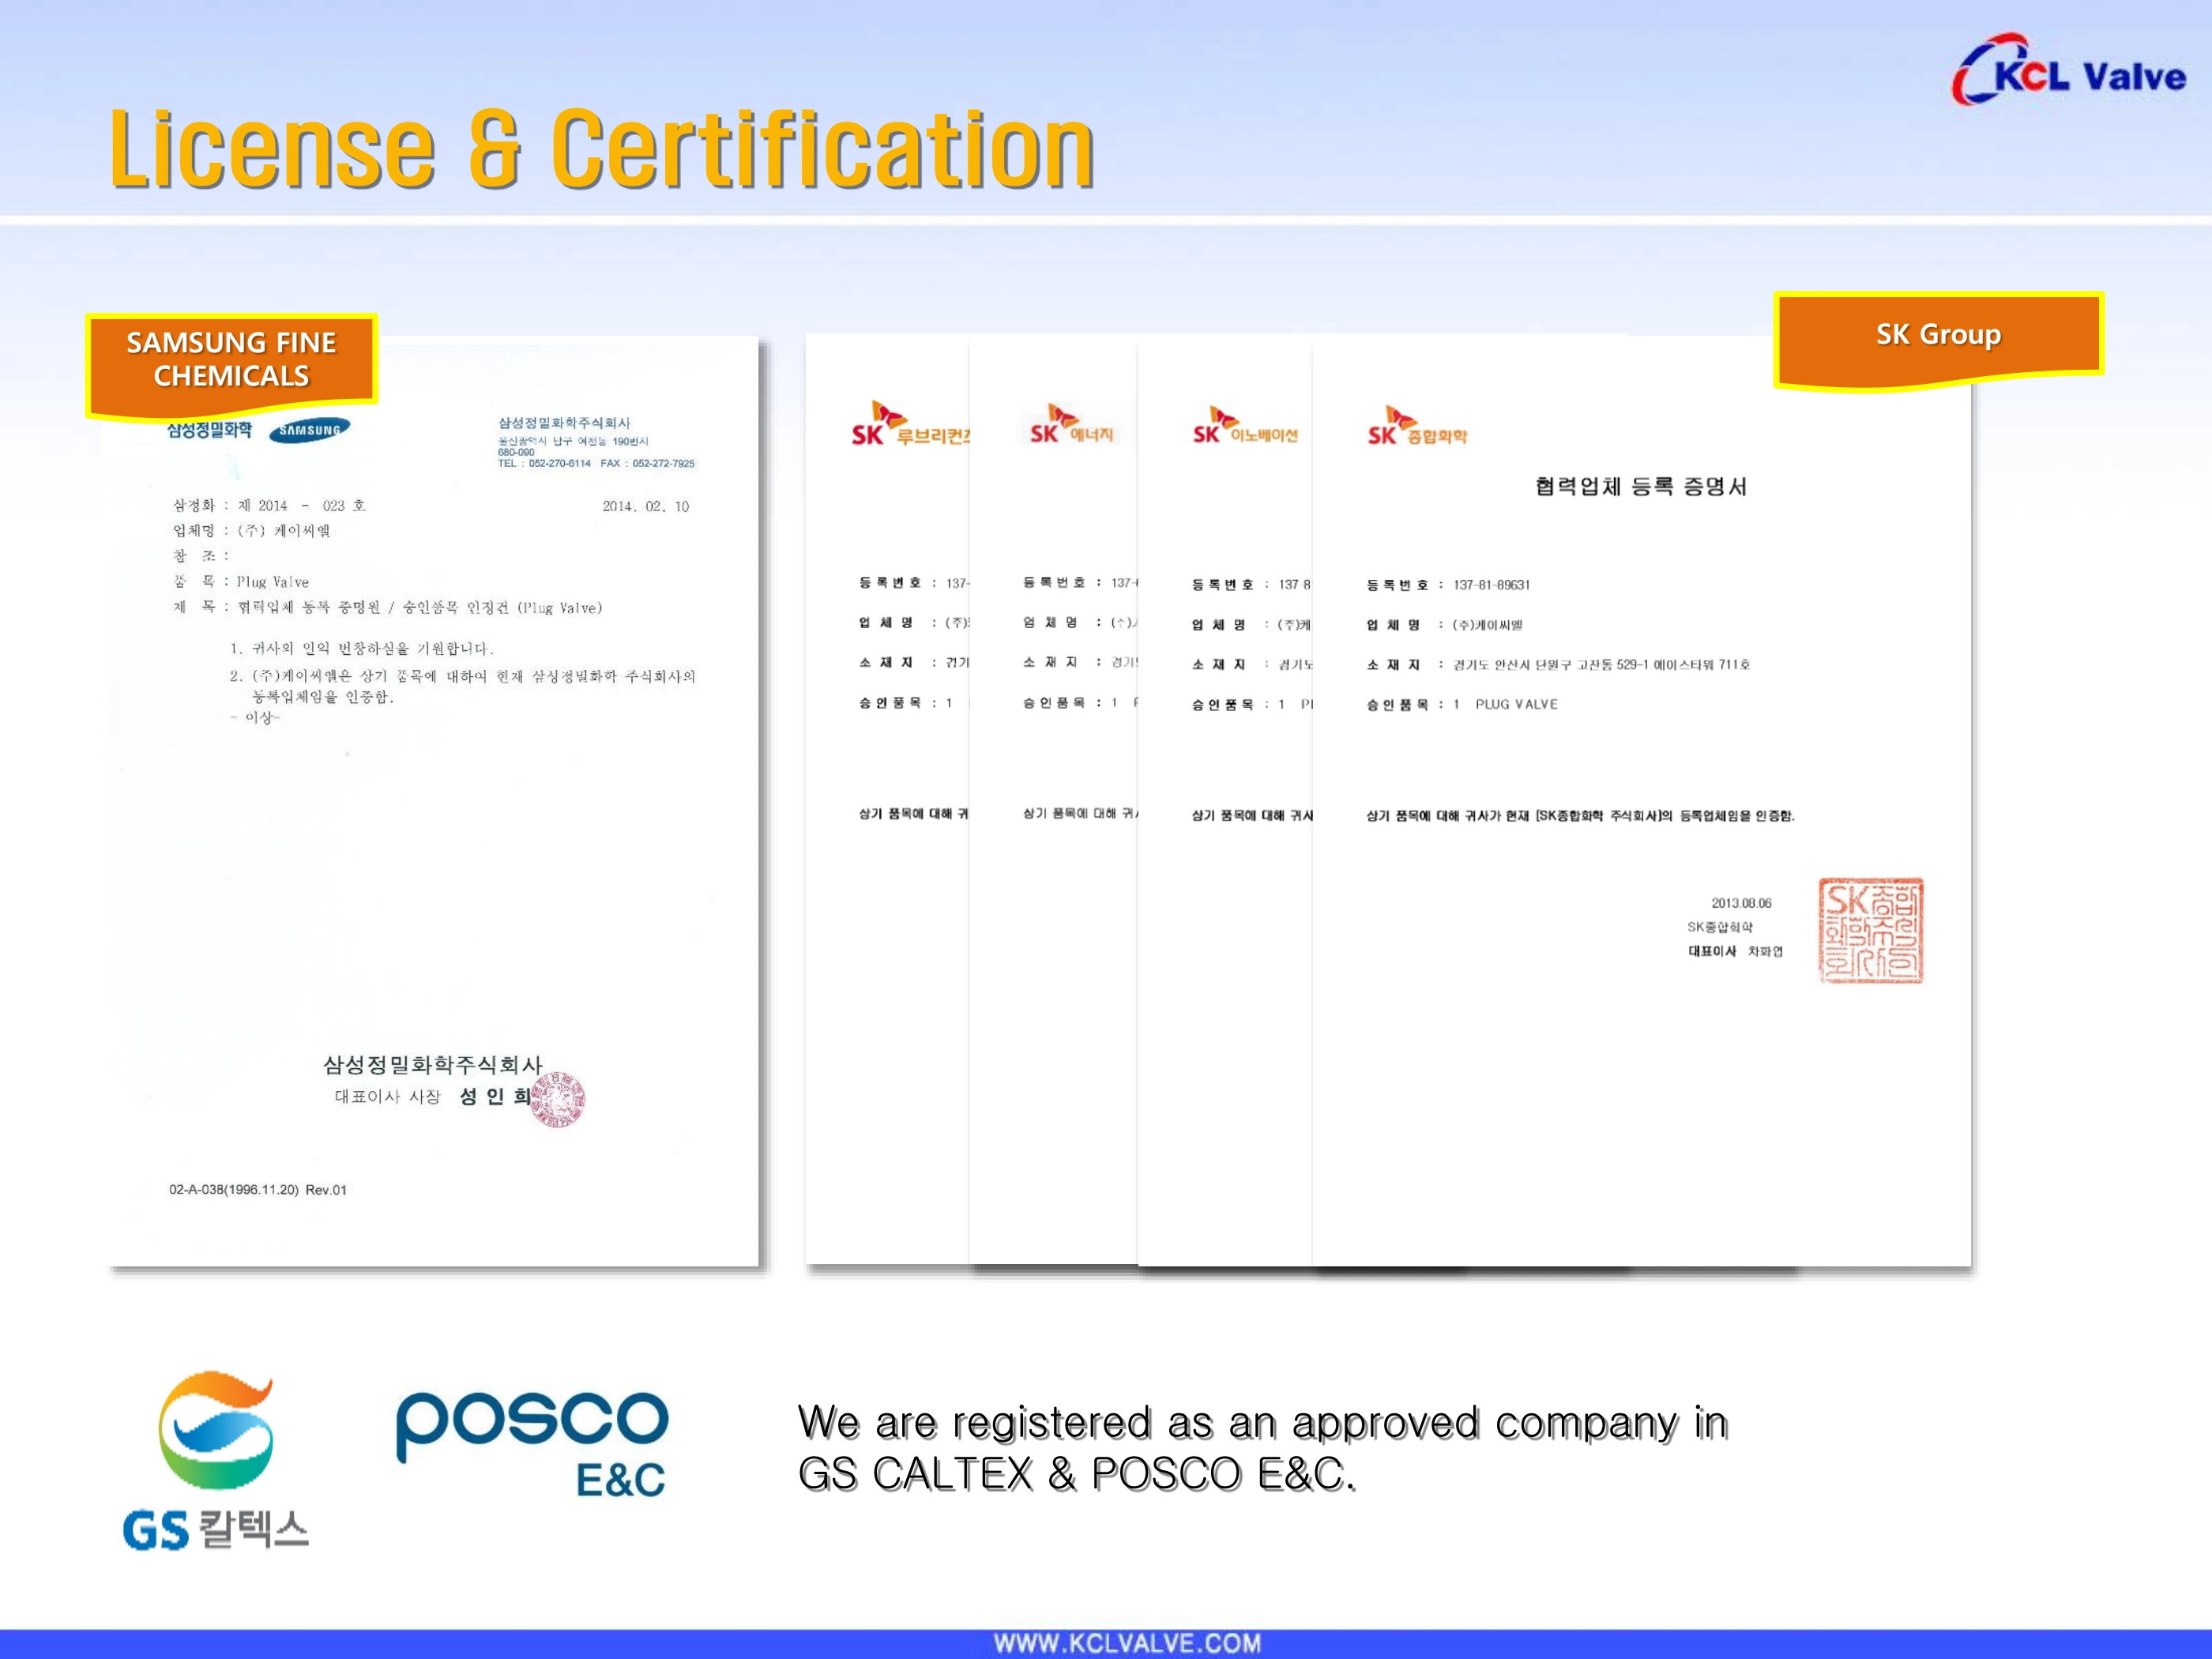 KCL Valve
License & Certification
SAMSUNG FINE
CHEMICALS
삼성정밀화학 SAMSUNG
삼성정밀화학주식회사
울산광역시 남구 여천동 190번지
680-090
TEL : 052-270-6114 FAX : 052-272-7925
삼정화 : 제 2014 - 023 호
2014. 02. 10
업체명 : (주) 케이씨엘
참 조 :
품 목 : Plug Valve
제 목 : 협력업체 등록 증명원 / 승인품목 인정건 (Plug Valve)
1. 귀사의 인익 번창하심을 기원합니다.
2. (주)케이씨엘은 상기 품목에 대하여 현재 삼성정밀화학 주식회사의
등록업체임을 인증함.
- 이상-
삼성정밀화학주식회사
대표이사 사장 성 인 희
02-A-038(1996.11.20) Rev.01
SK Group
SK 루브리컨
등록번호 : 137-
업 체 명 : (주)
소 재 지 : 경기
승인품목 : 1
상기 품목에 대해 귀
SK 에너지
등록번호 : 137-
업 체 명 : (주)
소 재 지 : 경기
승인품목 : 1
상기 품목에 대해 귀
SK 이노베이션
등록번호 : 137 8
업 체 명 : (주)케
소 재 지 : 경기도
승인품목 : 1 Pl
상기 품목에 대해 귀사
SK 종합화학
협력업체 등록 증명서
등록번호 : 137-81-89631
업 체 명 : (주)케이씨엘
소 재 지 : 경기도 안산시 단원구 고잔동 529-1 에이스타워 711호
승인품목 : 1 PLUG VALVE
상기 품목에 대해 귀사가 현재 [SK종합화학 주식회사]의 등록업체임을 인증함.
2013.08.06
SK종합화학
대표이사 차화엽
GS 칼텍스
posco
E&C
We are registered as an approved company in
GS CALTEX & POSCO E&C.
WWW.KCLVALVE.COM